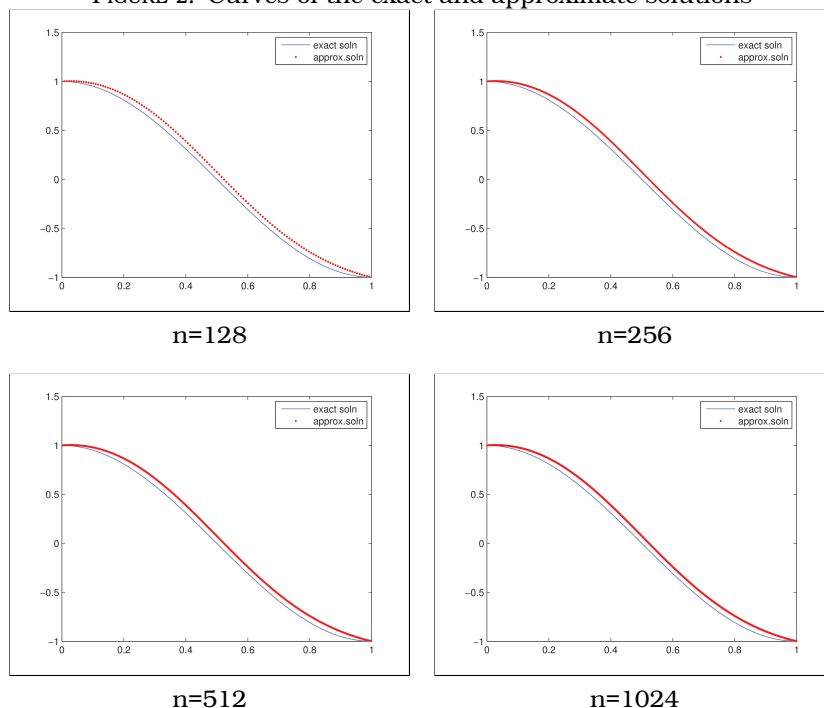 FIGURE 2. Curves of the exact and approximate solutions
1.5
1
0.5
0
−0.5
−1
0 0.2 0.4 0.6 0.8 1
exact soln
approx.soln
n=128
1.5
1
0.5
0
−0.5
−1
0 0.2 0.4 0.6 0.8 1
exact soln
approx.soln
n=256
1.5
1
0.5
0
−0.5
−1
0 0.2 0.4 0.6 0.8 1
exact soln
approx.soln
n=512
1.5
1
0.5
0
−0.5
−1
0 0.2 0.4 0.6 0.8 1
exact soln
approx.soln
n=1024